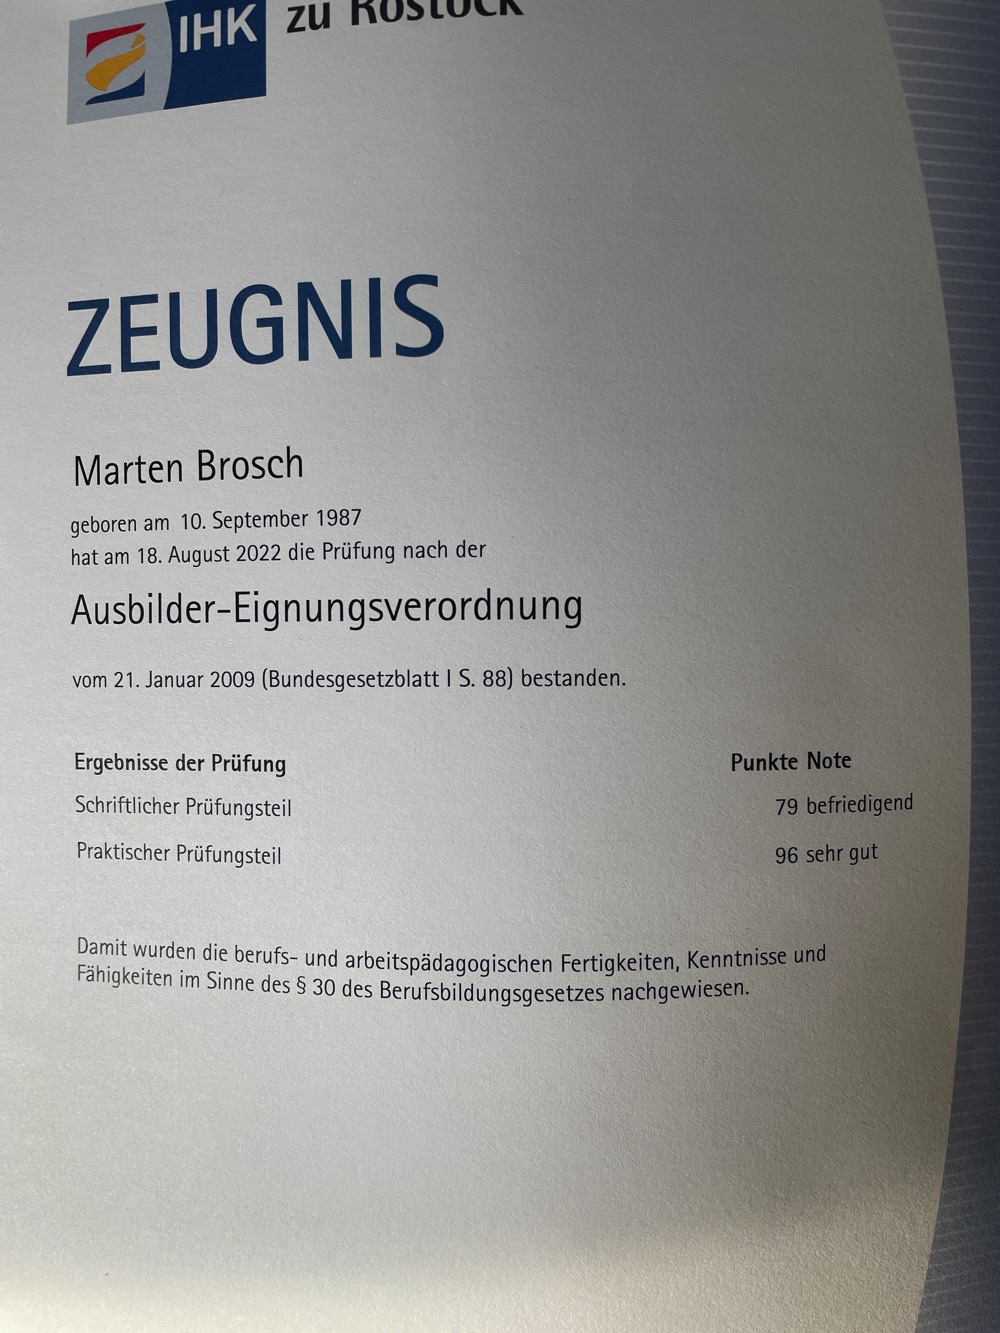 IHK zu Rostock
ZEUGNIS
Marten Brosch
geboren am 10. September 1987
hat am 18. August 2022 die Prüfung nach der
Ausbilder-Eignungsverordnung
vom 21. Januar 2009 (Bundesgesetzblatt I S. 88) bestanden.
Ergebnisse der Prüfung Punkte Note
Schriftlicher Prüfungsteil 79 befriedigend
Praktischer Prüfungsteil 96 sehr gut
Damit wurden die berufs- und arbeitspädagogischen Fertigkeiten, Kenntnisse und
Fähigkeiten im Sinne des § 30 des Berufsbildungsgesetzes nachgewiesen.